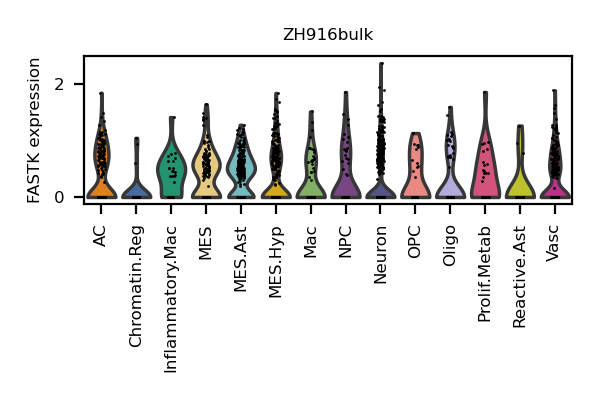 ZH916bulk
FASTK expression
2
0
AC
Chromatin.Reg
Inflammatory.Mac
MES
MES.Ast
MES.Hyp
Mac
NPC
Neuron
OPC
Oligo
Prolif.Metab
Reactive.Ast
Vasc